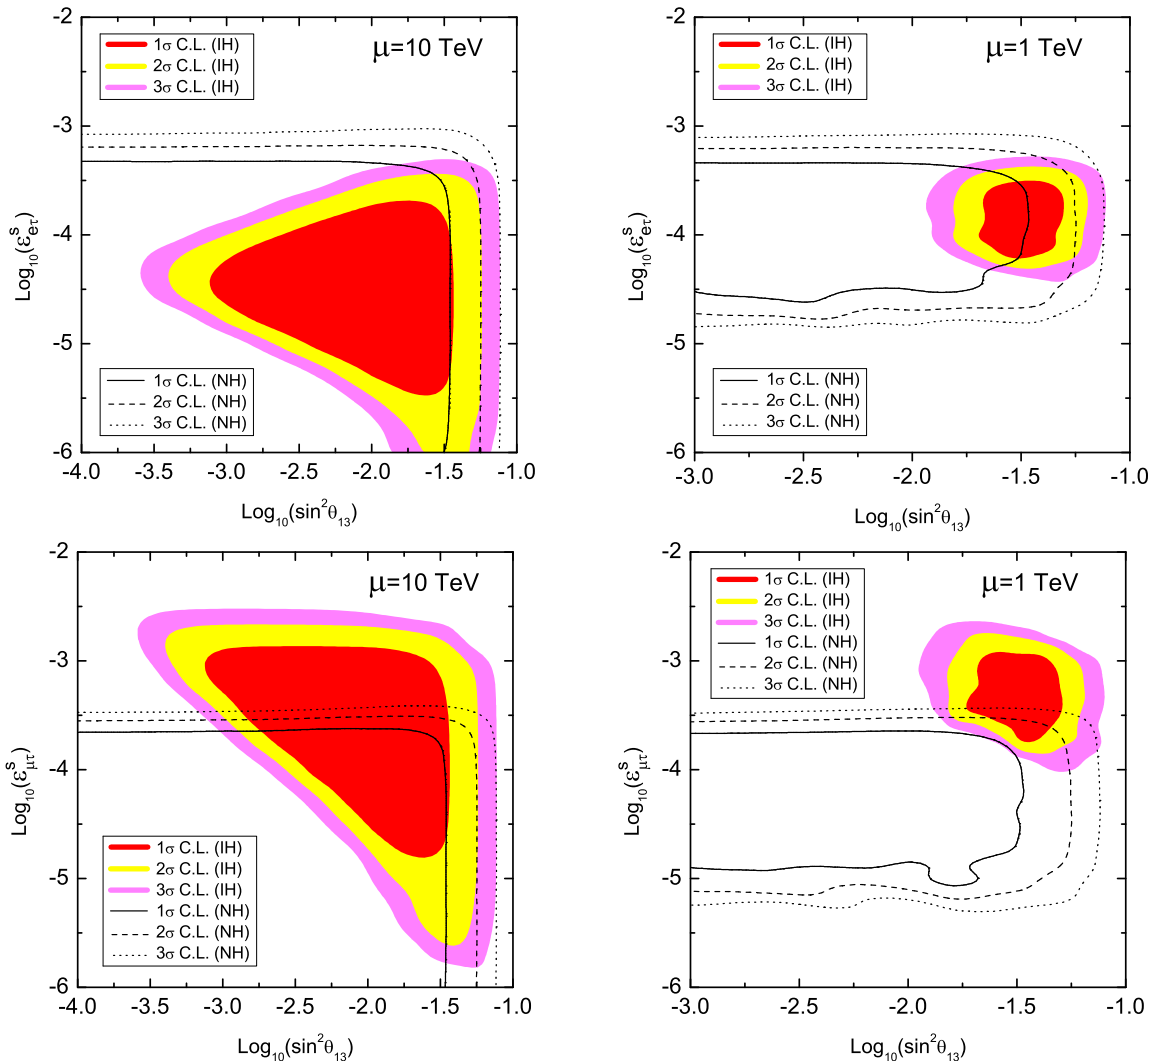 μ=10 TeV
1σ C.L. (IH)
2σ C.L. (IH)
3σ C.L. (IH)
1σ C.L. (NH)
2σ C.L. (NH)
3σ C.L. (NH)
-2
-3
-4
-5
-6
Log₁₀(εˢₑτ)
-4.0 -3.5 -3.0 -2.5 -2.0 -1.5 -1.0
Log₁₀(sin²θ₁₃)
μ=1 TeV
1σ C.L. (IH)
2σ C.L. (IH)
3σ C.L. (IH)
1σ C.L. (NH)
2σ C.L. (NH)
3σ C.L. (NH)
-2
-3
-4
-5
-6
Log₁₀(εˢₑτ)
-3.0 -2.5 -2.0 -1.5 -1.0
Log₁₀(sin²θ₁₃)
μ=10 TeV
1σ C.L. (IH)
2σ C.L. (IH)
3σ C.L. (IH)
1σ C.L. (NH)
2σ C.L. (NH)
3σ C.L. (NH)
-2
-3
-4
-5
-6
Log₁₀(εˢμτ)
-4.0 -3.5 -3.0 -2.5 -2.0 -1.5 -1.0
Log₁₀(sin²θ₁₃)
μ=1 TeV
1σ C.L. (IH)
2σ C.L. (IH)
3σ C.L. (IH)
1σ C.L. (NH)
2σ C.L. (NH)
3σ C.L. (NH)
-2
-3
-4
-5
-6
Log₁₀(εˢμτ)
-3.0 -2.5 -2.0 -1.5 -1.0
Log₁₀(sin²θ₁₃)